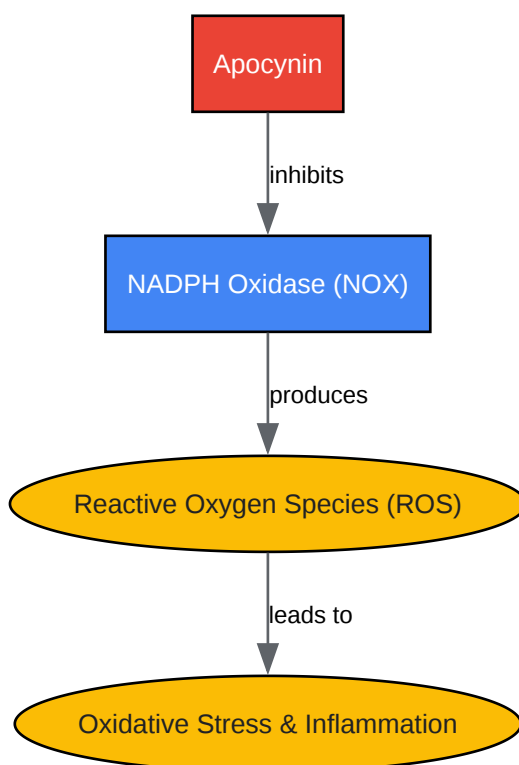 Apocynin
inhibits
NADPH Oxidase (NOX)
produces
Reactive Oxygen Species (ROS)
leads to
Oxidative Stress & Inflammation